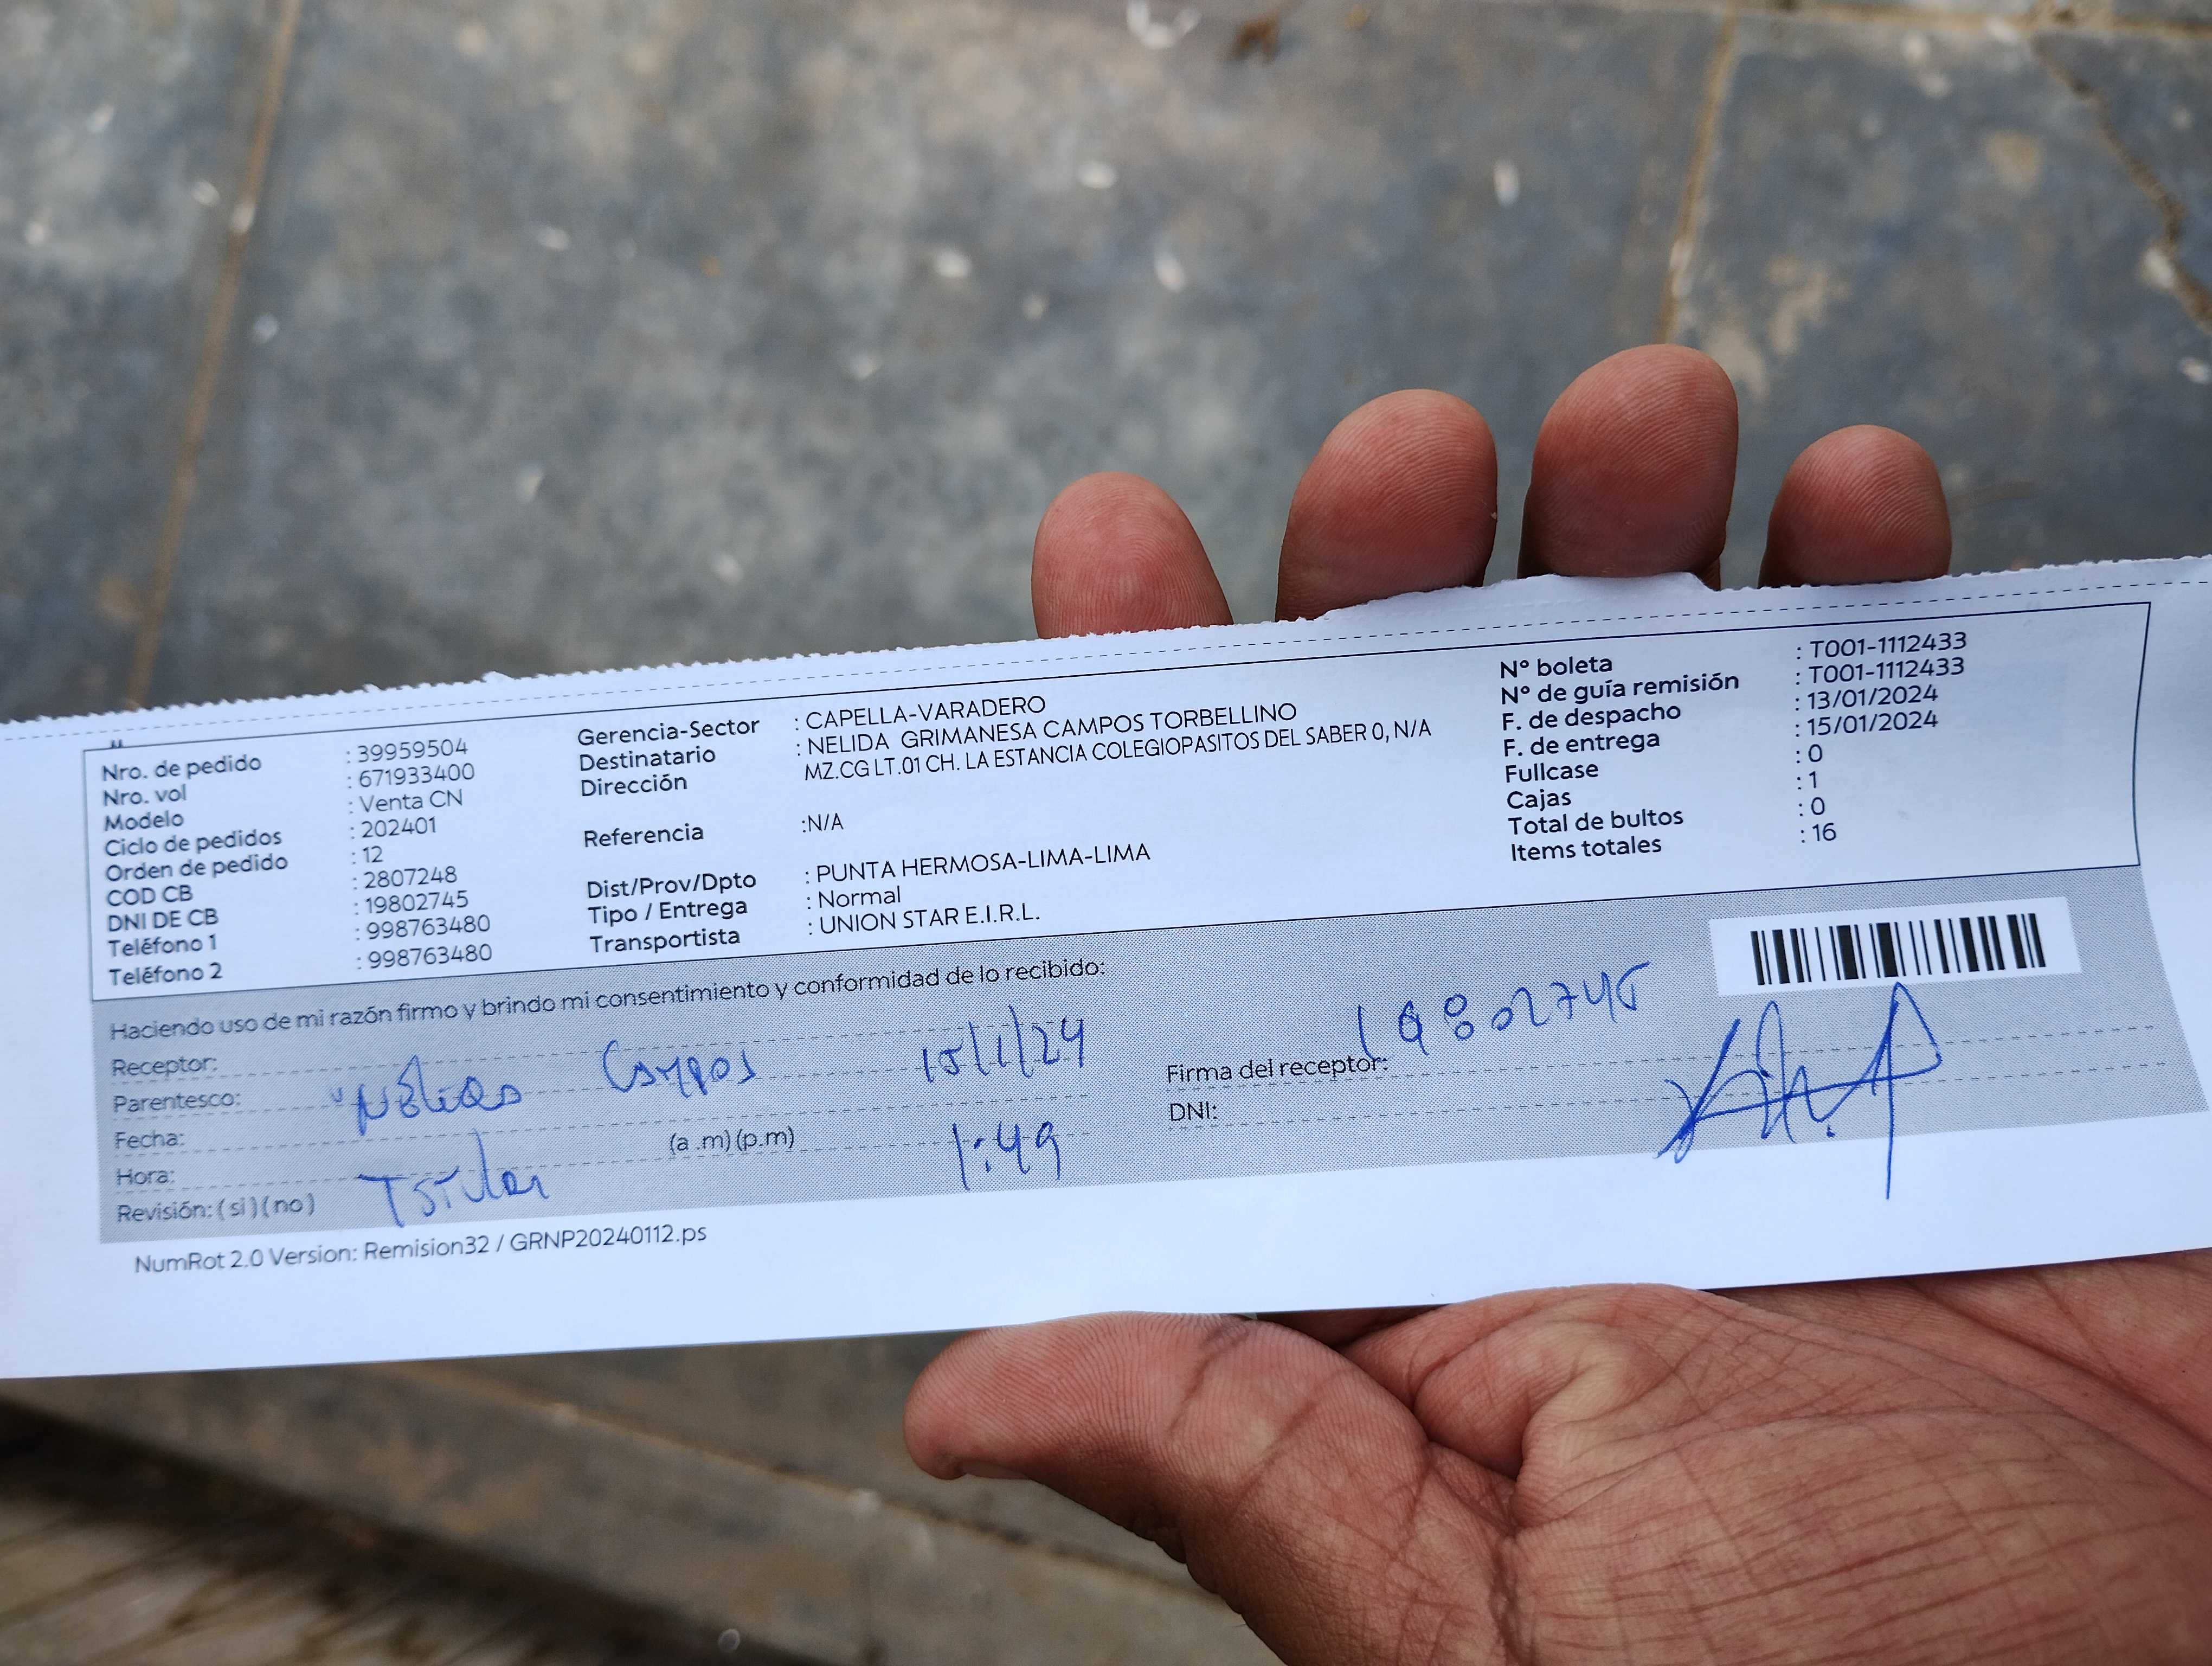 Nro. de pedido : 39959504
Nro. vol : 671933400
Modelo : Venta CN
Ciclo de pedidos : 202401
Orden de pedido : 12
COD CB : 2807248
DNI DE CB : 19802745
Teléfono 1 : 998763480
Teléfono 2 : 998763480
Gerencia-Sector : CAPELLA-VARADERO
Destinatario : NELIDA GRIMANESA CAMPOS TORBELLINO
Dirección MZ.CG LT.01 CH. LA ESTANCIA COLEGIOPASITOS DEL SABER 0, N/A
Referencia :N/A
Dist/Prov/Dpto : PUNTA HERMOSA-LIMA-LIMA
Tipo / Entrega : Normal
Transportista : UNION STAR E.I.R.L.
N° boleta : T001-1112433
N° de guía remisión : T001-1112433
F. de despacho : 13/01/2024
F. de entrega : 15/01/2024
Fullcase : 0
Cajas : 1
Total de bultos : 0
Items totales : 16
Haciendo uso de mi razón firmo y brindo mi consentimiento y conformidad de lo recibido:
Receptor:
Parentesco: Campos 15/1/24
Fecha:
Hora: (a .m) (p.m) 1:49
Revisión: ( si ) ( no ) Titular
Firma del receptor: 19802745
DNI:
NumRot 2.0 Version: Remision32 / GRNP20240112.ps